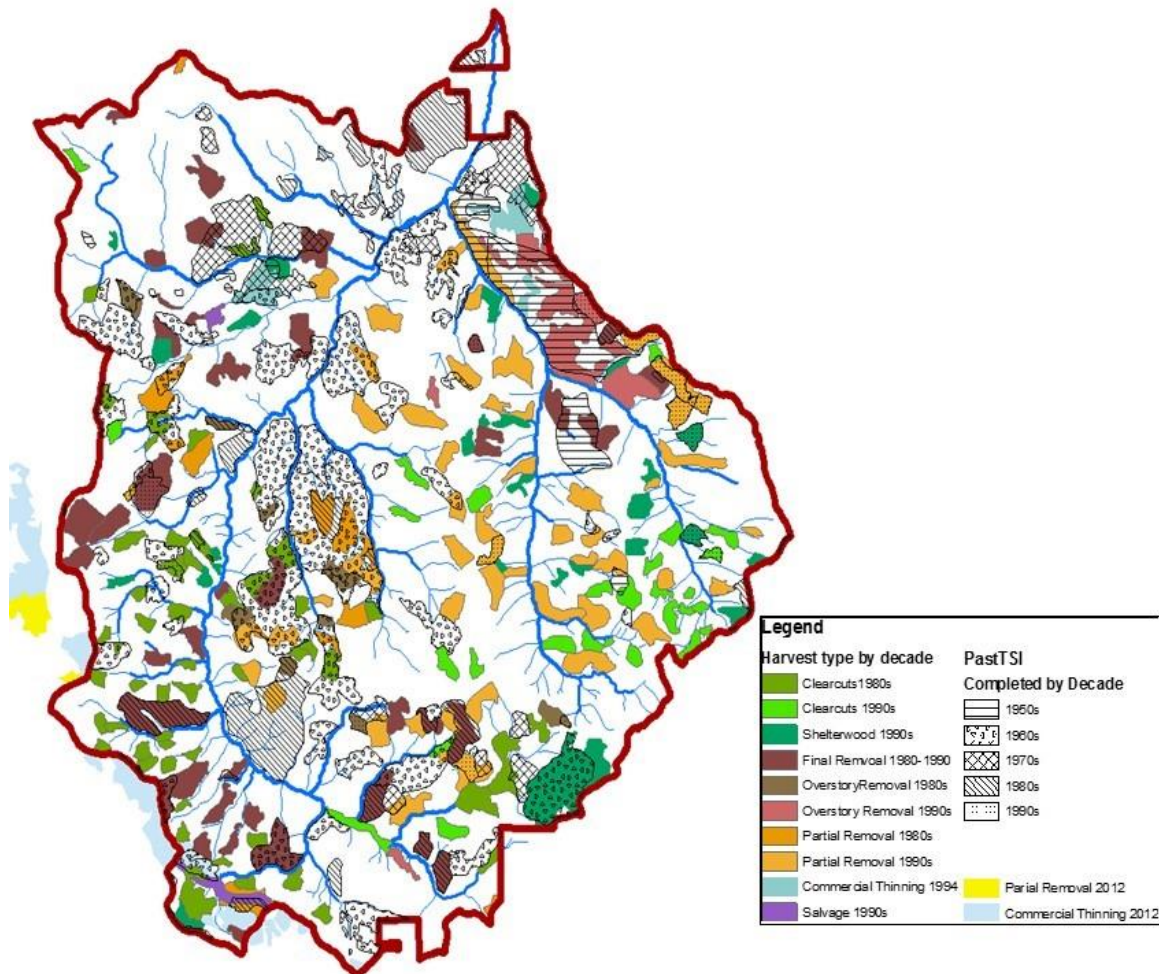 Legend
Harvest type by decade
Clearcuts1980s
Clearcuts 1990s
Shelterwood 1990s
Final Remvoal 1980-1990
OverstoryRemoval 1980s
Overstory Removal 1990s
Partial Removal 1980s
Partial Removal 1990s
Commercial Thinning 1994
Salvage 1990s
PastTSI
Completed by Decade
1950s
1960s
1970s
1980s
1990s
Parial Removal 2012
Commercial Thinning 2012